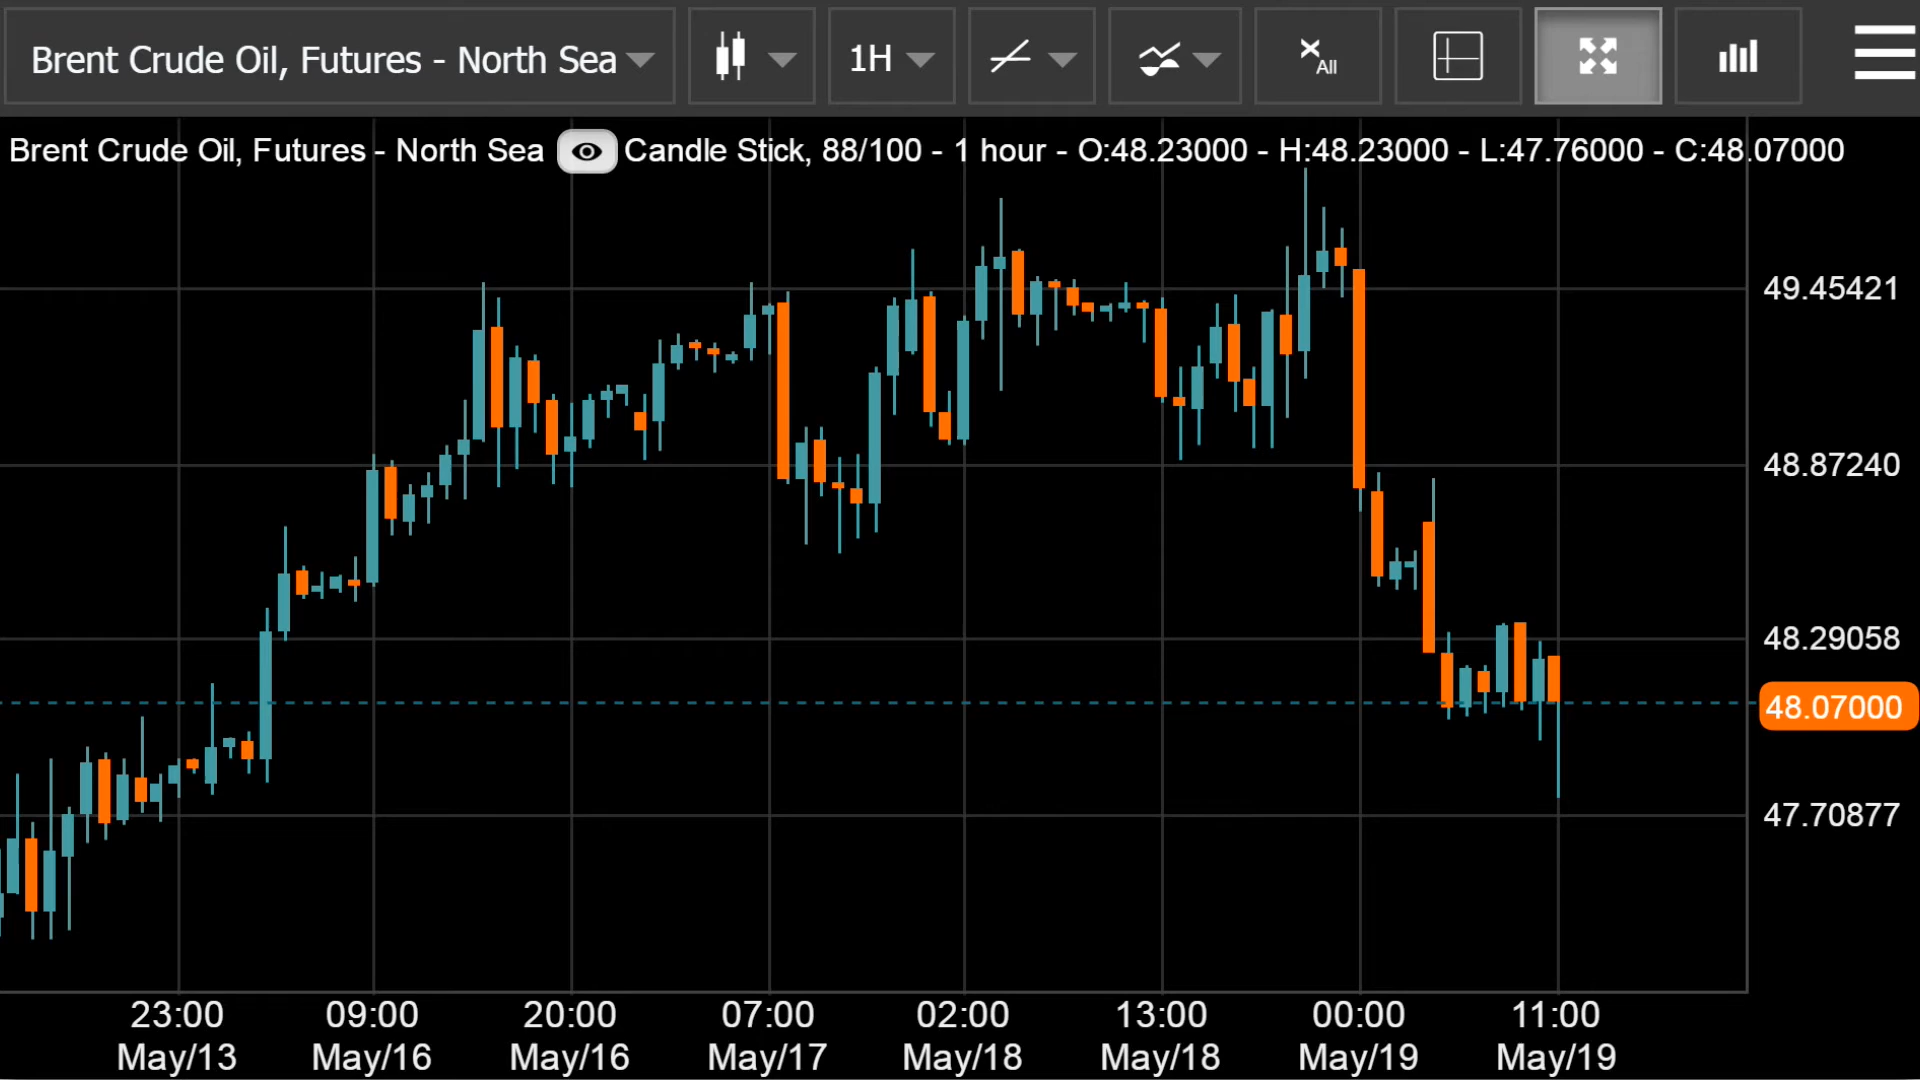 Brent Crude Oil, Futures - North Sea
1H
x All
Brent Crude Oil, Futures - North Sea Candle Stick, 88/100 - 1 hour - O:48.23000 - H:48.23000 - L:47.76000 - C:48.07000
49.45421
48.87240
48.29058
48.07000
47.70877
23:00 09:00 20:00 07:00 02:00 13:00 00:00 11:00
May/13 May/16 May/16 May/17 May/18 May/18 May/19 May/19